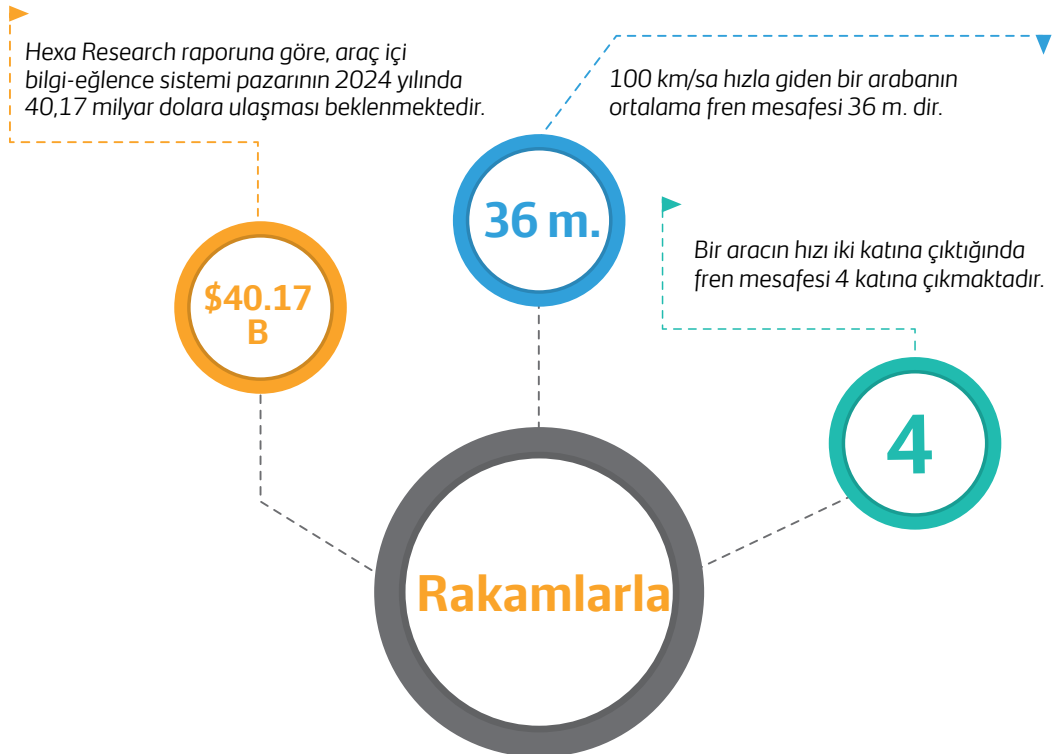 Hexa Research raporuna göre, araç içi
bilgi-eğlence sistemi pazarının 2024 yılında
40,17 milyar dolara ulaşması beklenmektedir.
100 km/sa hızla giden bir arabanın
ortalama fren mesafesi 36 m. dir.
36 m.
Bir aracın hızı iki katına çıktığında
fren mesafesi 4 katına çıkmaktadır.
$40.17
B
4
Rakamlarla